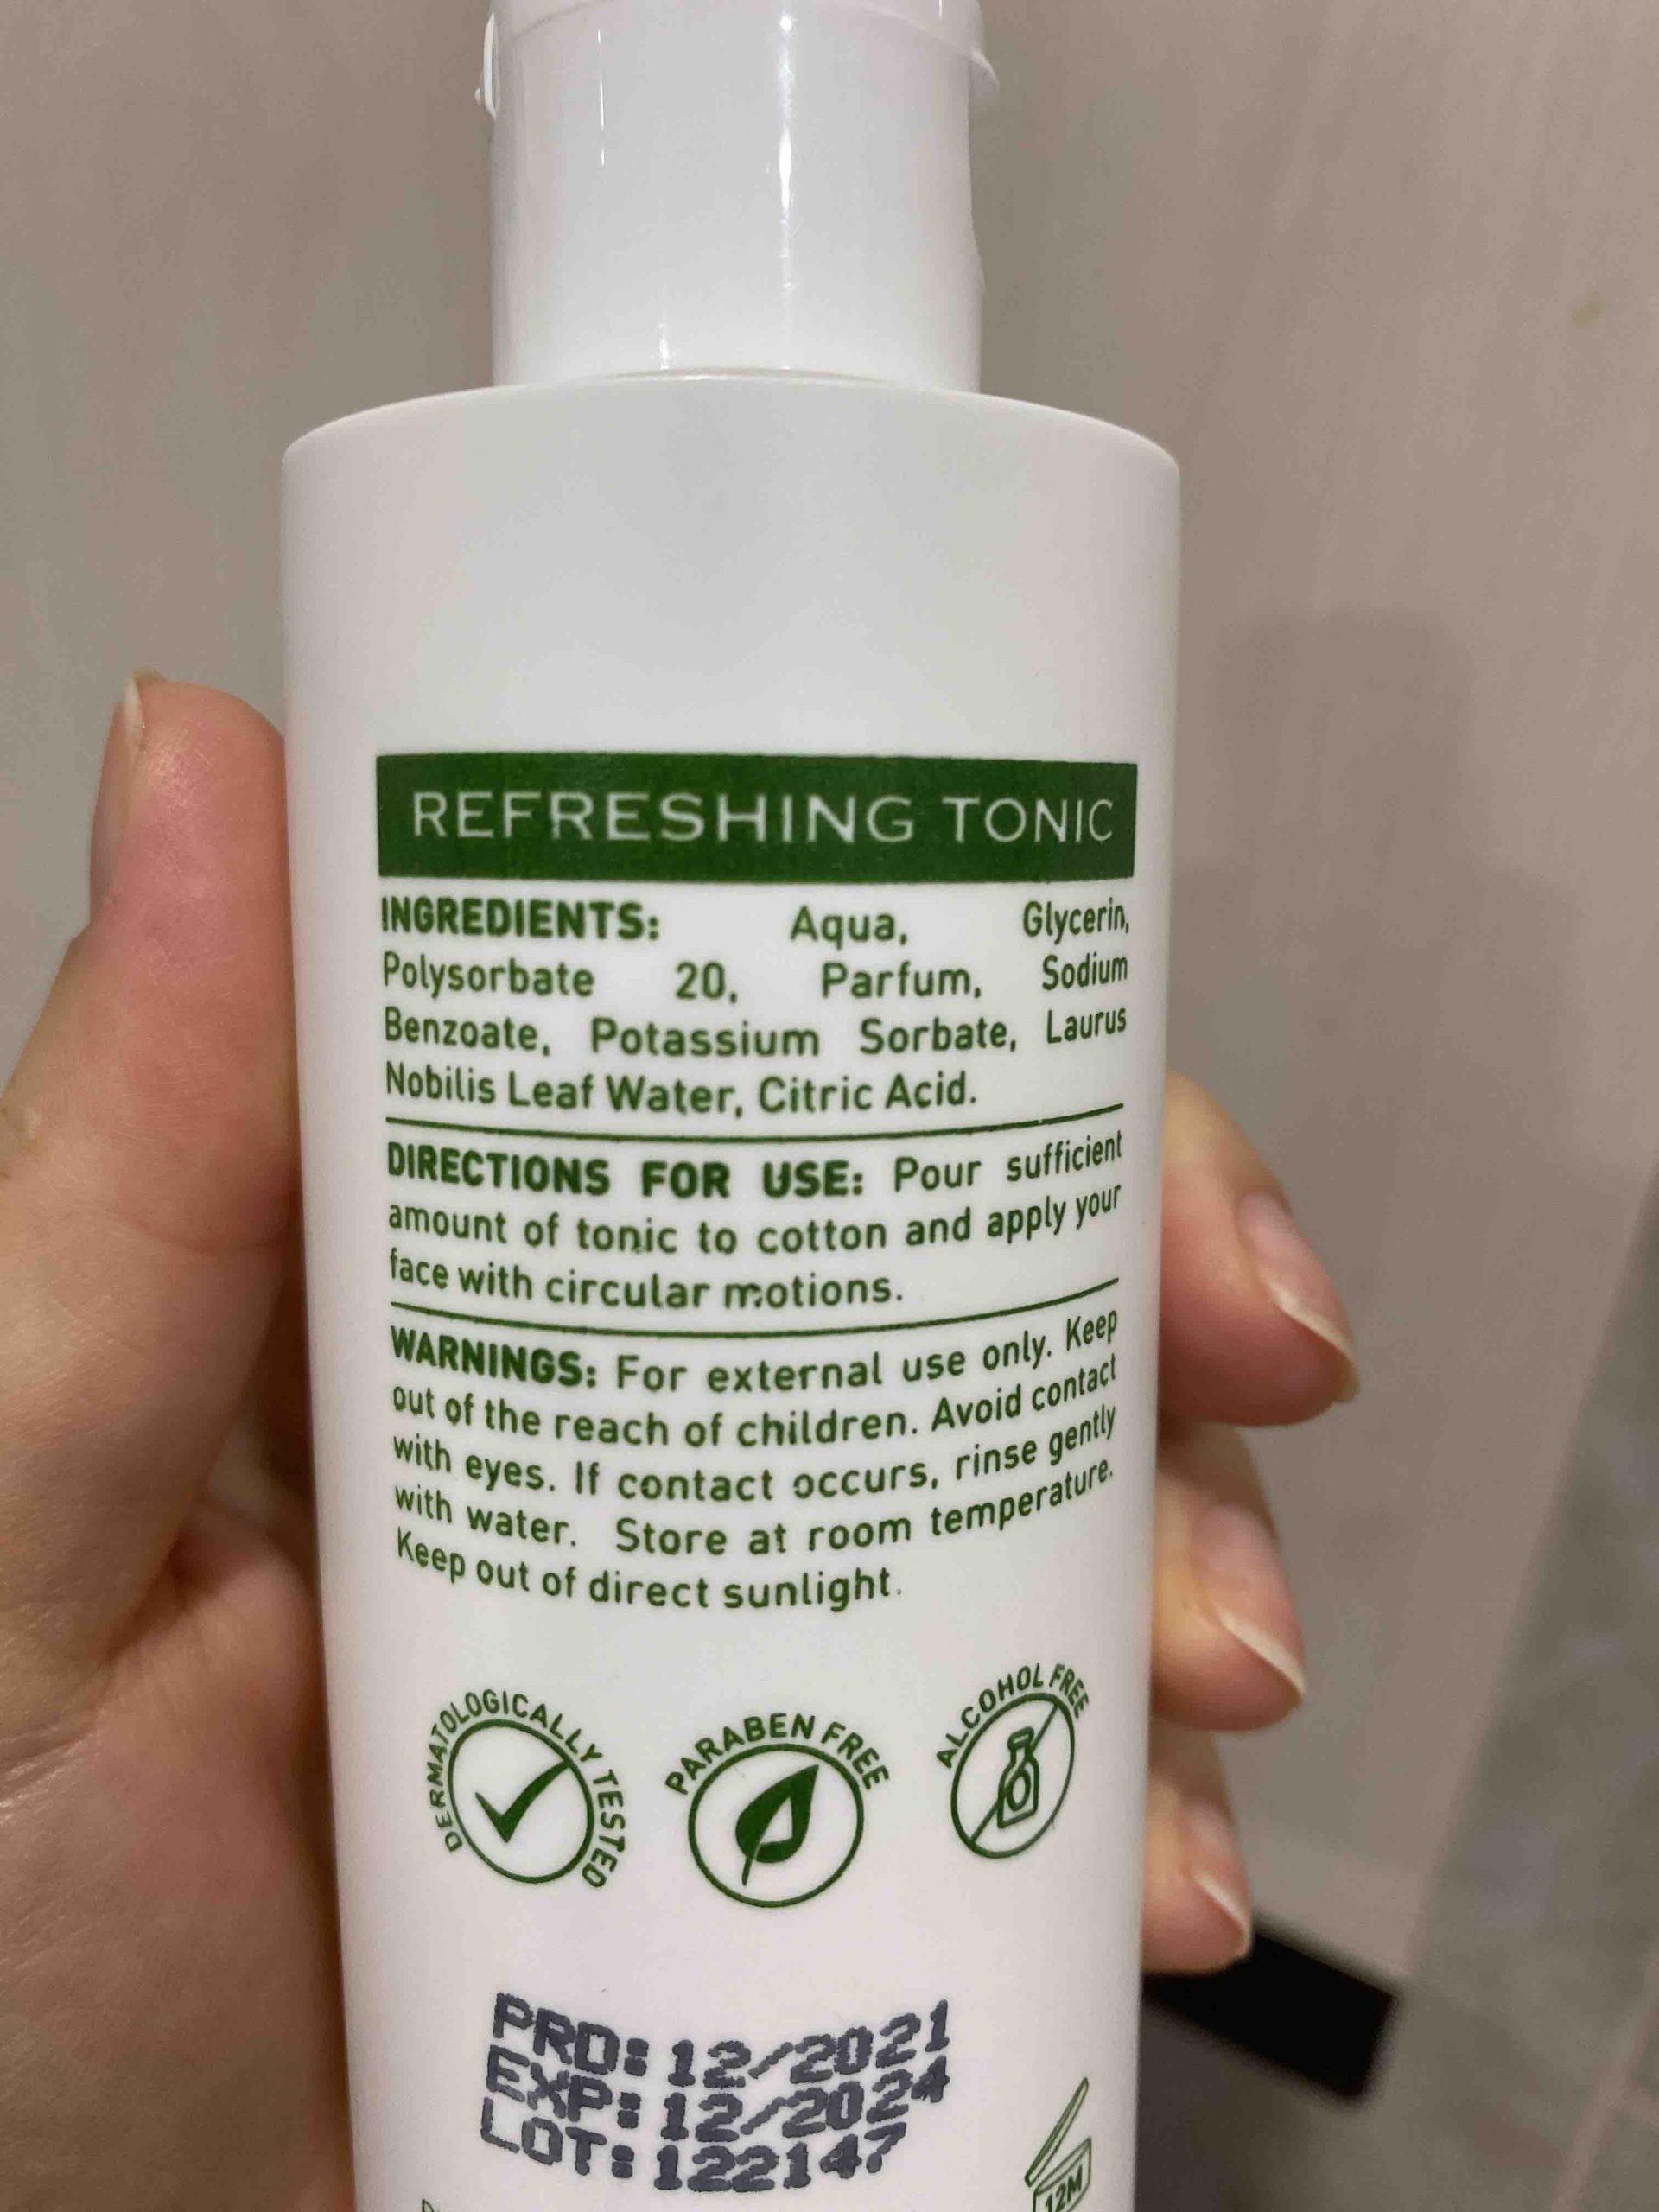 REFRESHING TONIC
INGREDIENTS: Aqua, Glycerin,
Polysorbate 20, Parfum, Sodium
Benzoate, Potassium Sorbate, Laurus
Nobilis Leaf Water, Citric Acid.
DIRECTIONS FOR USE: Pour sufficient
amount of tonic to cotton and apply your
face with circular motions.
WARNINGS: For external use only. Keep
out of the reach of children. Avoid contact
with eyes. If contact occurs, rinse gently
with water. Store at room temperature.
Keep out of direct sunlight.
DERMATOLOGICALLY TESTED
PARABEN FREE
ALCOHOL FREE
PRD: 12/2021
EXP: 12/2024
LOT: 122147
12M